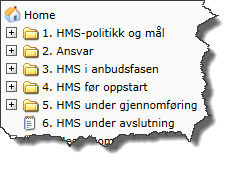 Home
1. HMS-politikk og mål
2. Ansvar
3. HMS i anbudsfasen
4. HMS før oppstart
5. HMS under gjennomføring
6. HMS under avslutning